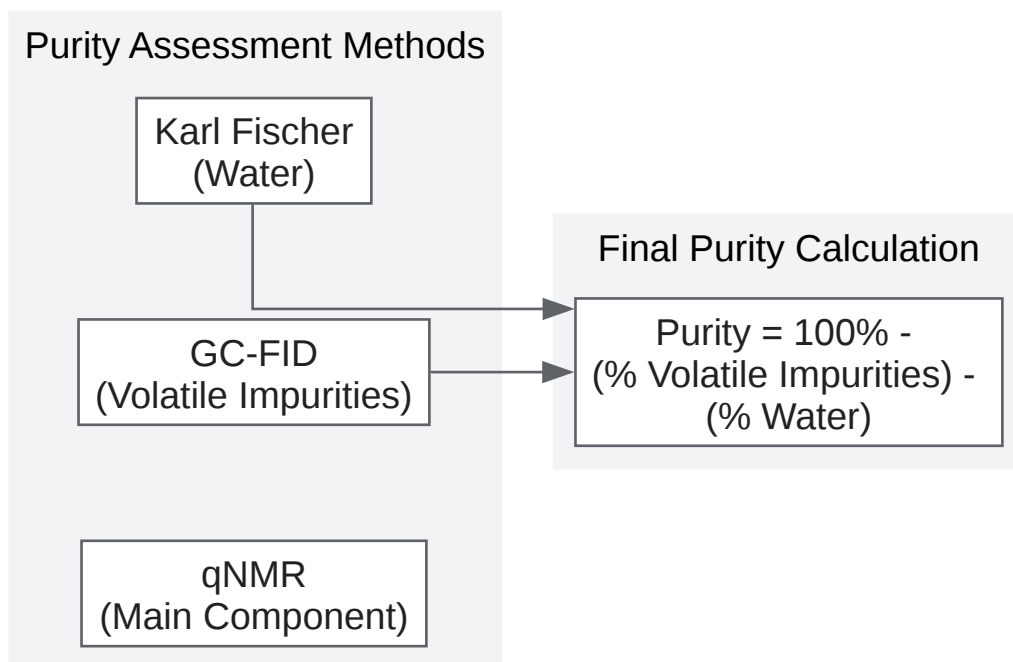 Purity Assessment Methods
Karl Fischer
(Water)
GC-FID
(Volatile Impurities)
qNMR
(Main Component)
Final Purity Calculation
Purity = 100% -
(% Volatile Impurities) -
(% Water)